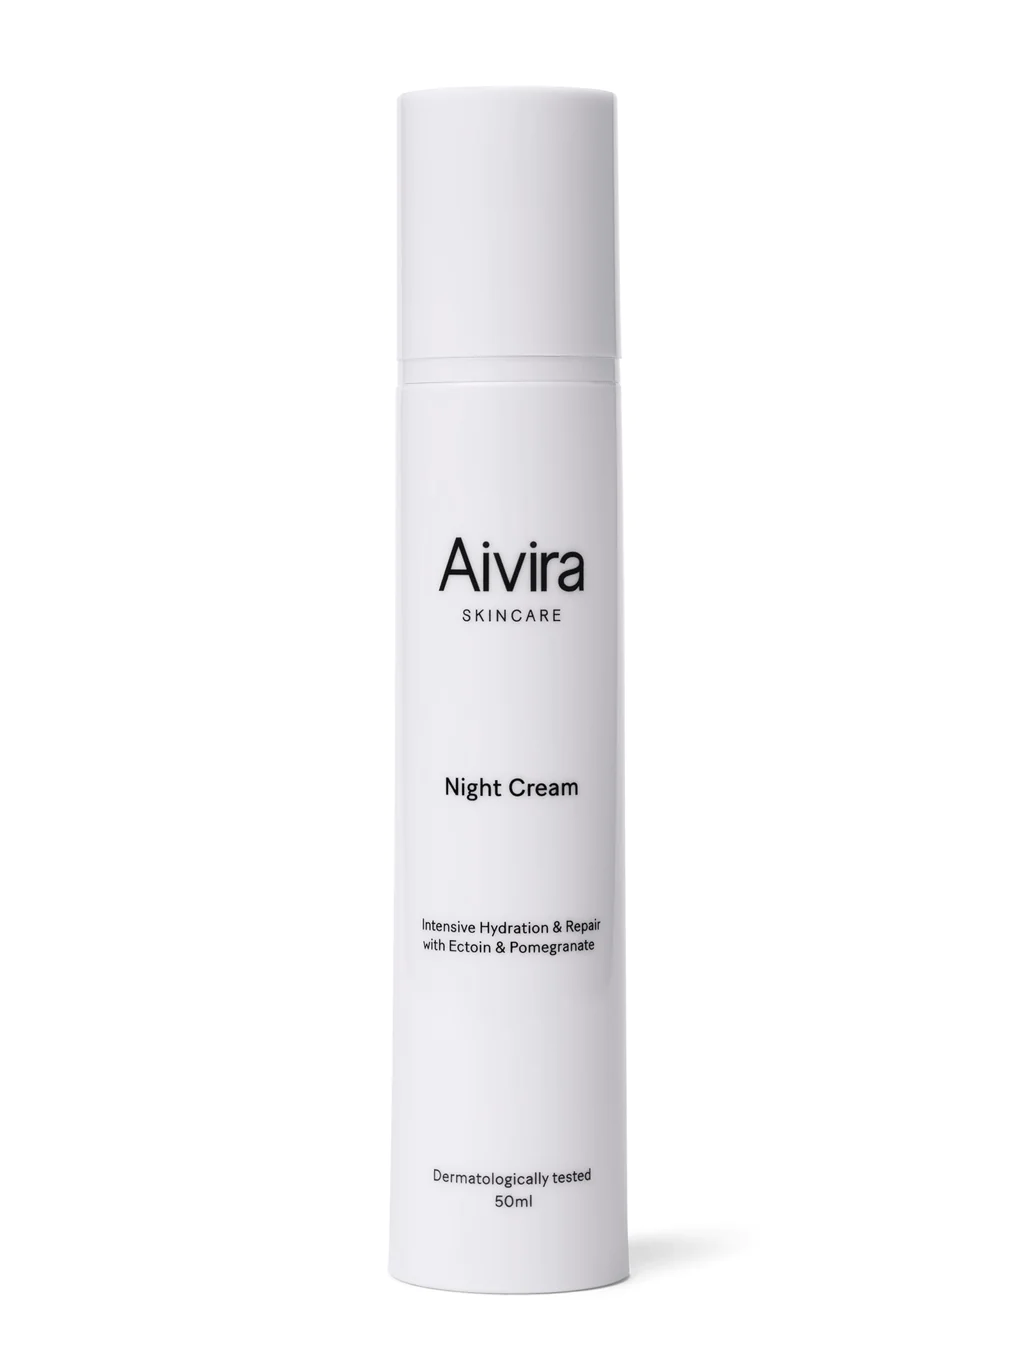 Aivira
SKINCARE
Night Cream
Intensive Hydration & Repair
with Ectoin & Pomegranate
Dermatologically tested
50ml